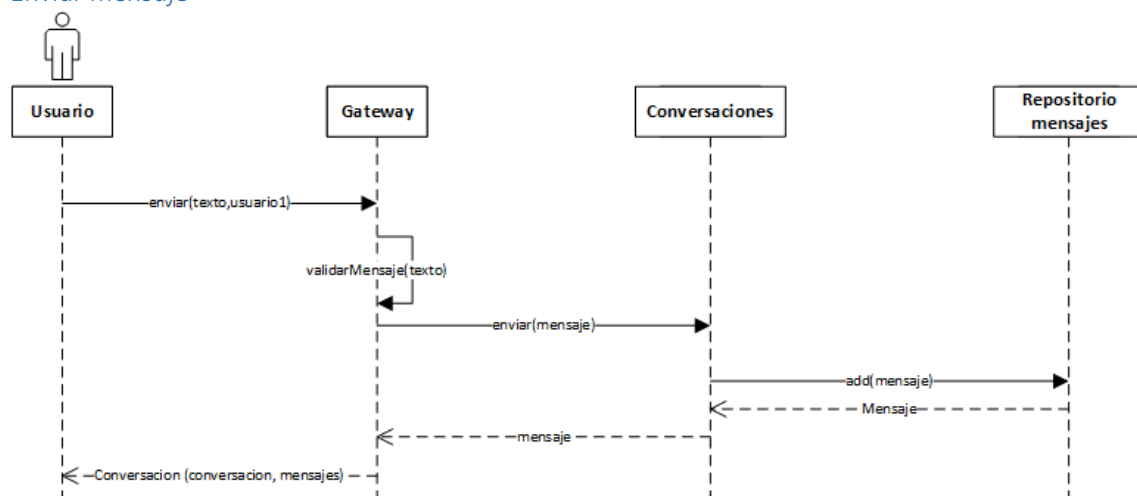 Enviar mensaje
Usuario
Gateway
Conversaciones
Repositorio
mensajes
enviar(texto,usuario1)
validarMensaje(texto)
enviar(mensaje)
add(mensaje)
Mensaje
mensaje
Conversacion (conversacion, mensajes)